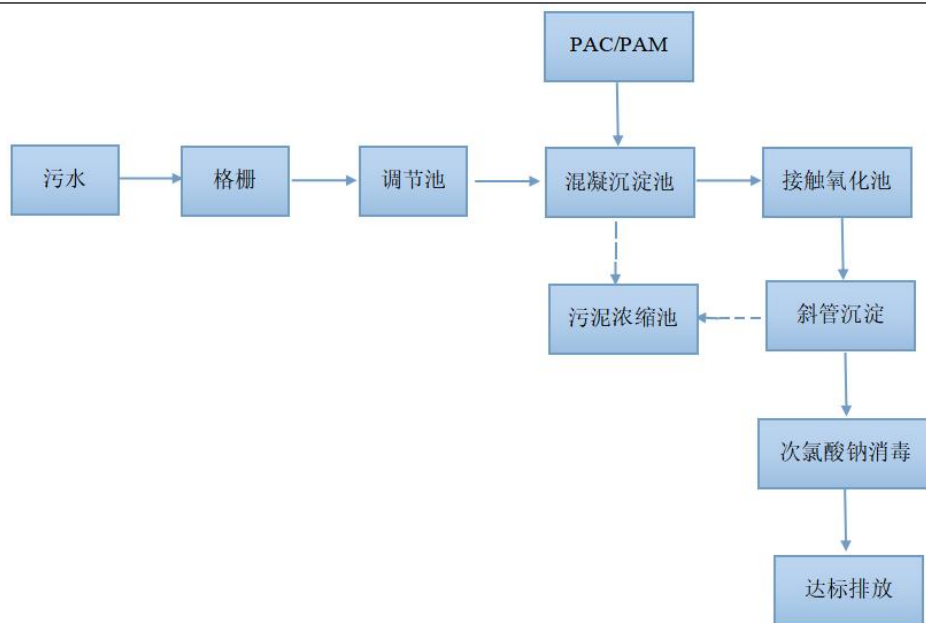 PAC/PAM
污水
格栅
调节池
混凝沉淀池
接触氧化池
污泥浓缩池
斜管沉淀
次氯酸钠消毒
达标排放